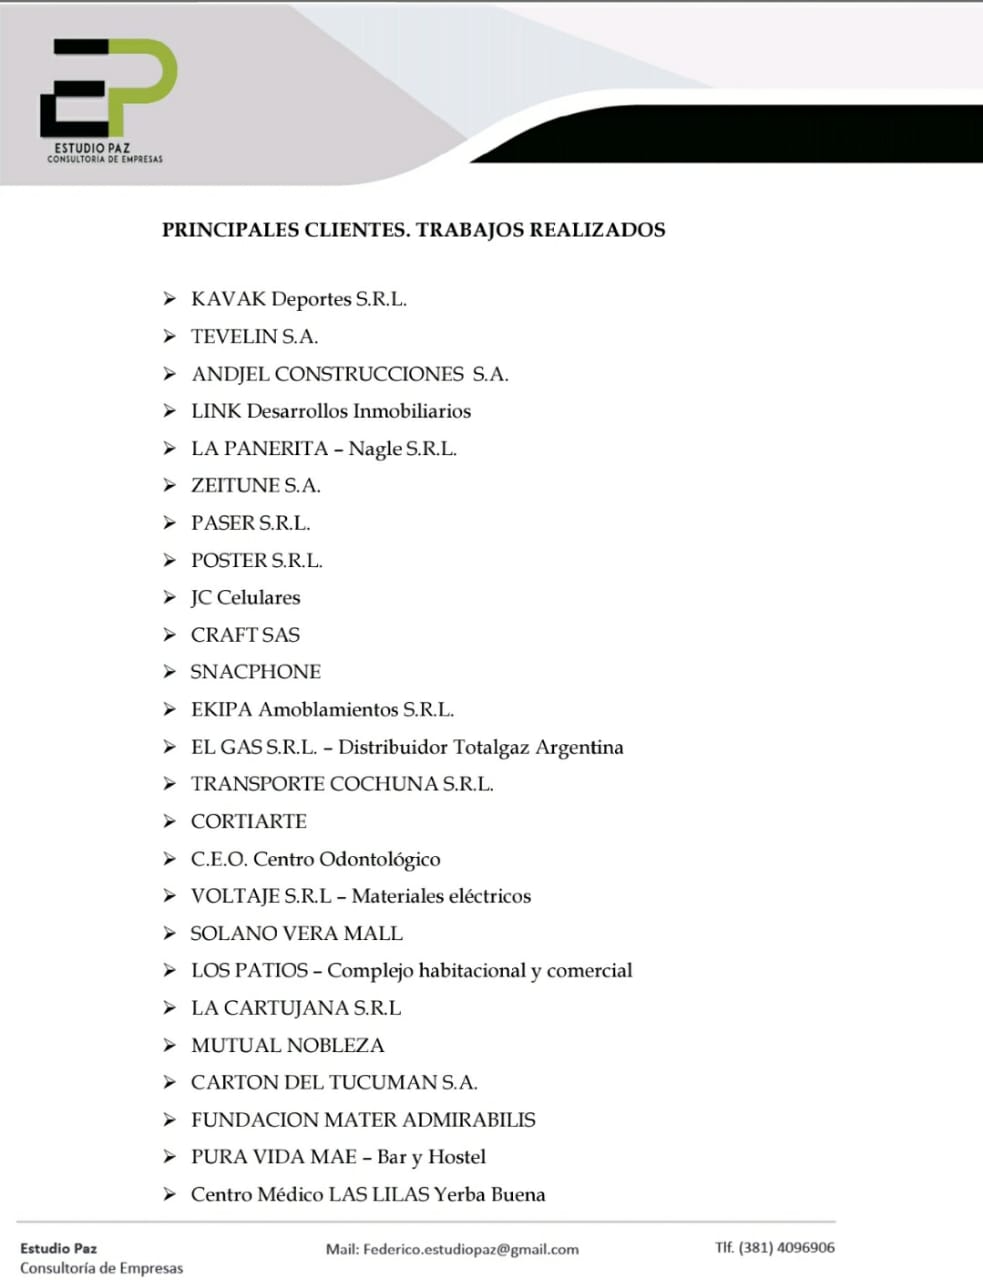 EP
ESTUDIO PAZ
CONSULTORIA DE EMPRESAS
PRINCIPALES CLIENTES. TRABAJOS REALIZADOS
➢ KAVAK Deportes S.R.L.
➢ TEVELIN S.A.
➢ ANDJEL CONSTRUCCIONES S.A.
➢ LINK Desarrollos Inmobiliarios
➢ LA PANERITA – Nagle S.R.L.
➢ ZEITUNE S.A.
➢ PASER S.R.L.
➢ POSTER S.R.L.
➢ JC Celulares
➢ CRAFT SAS
➢ SNACPHONE
➢ EKIPA Amoblamientos S.R.L.
➢ EL GAS S.R.L. – Distribuidor Totalgaz Argentina
➢ TRANSPORTE COCHUNA S.R.L.
➢ CORTIARTE
➢ C.E.O. Centro Odontológico
➢ VOLTAJE S.R.L – Materiales eléctricos
➢ SOLANO VERA MALL
➢ LOS PATIOS – Complejo habitacional y comercial
➢ LA CARTUJANA S.R.L
➢ MUTUAL NOBLEZA
➢ CARTON DEL TUCUMAN S.A.
➢ FUNDACION MATER ADMIRABILIS
➢ PURA VIDA MAE – Bar y Hostel
➢ Centro Médico LAS LILAS Yerba Buena
Estudio Paz
Consultoría de Empresas
Mail: Federico.estudiopaz@gmail.com
Tlf. (381) 4096906